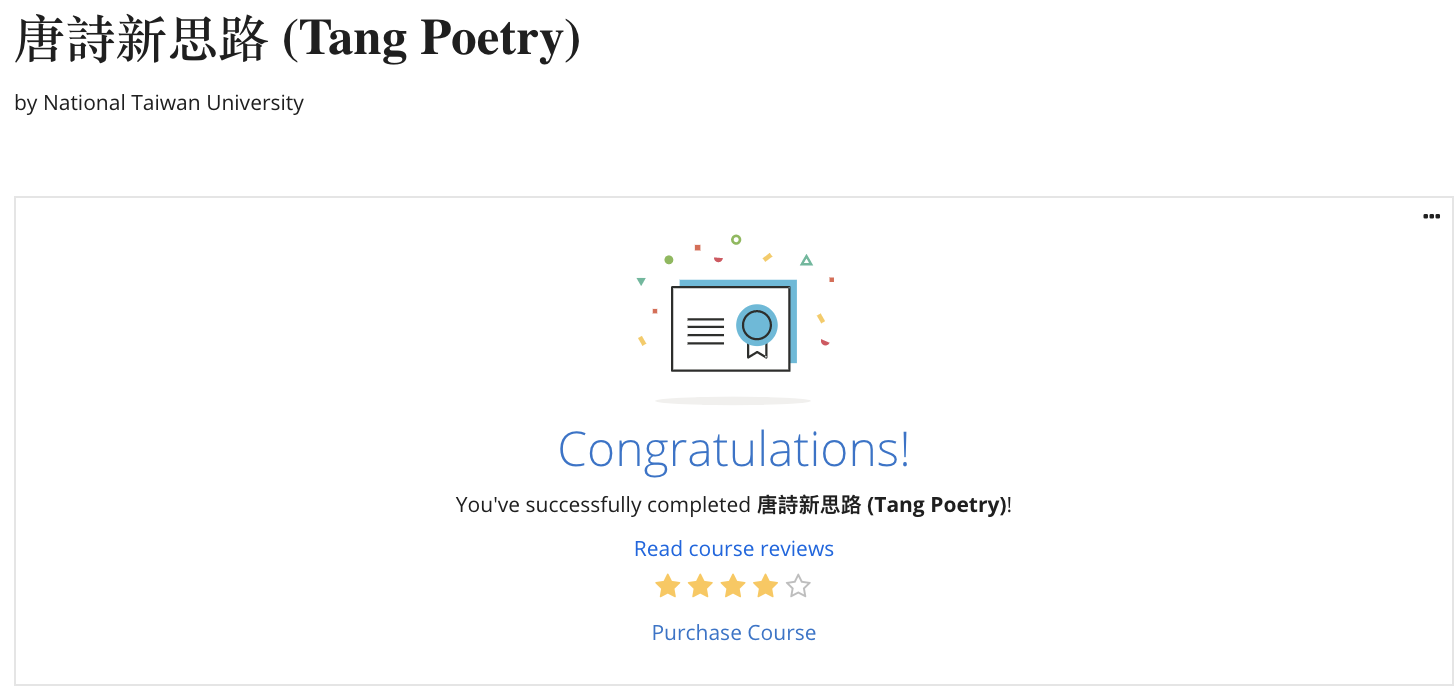 唐詩新思路 (Tang Poetry)
by National Taiwan University
Congratulations!
You've successfully completed 唐詩新思路 (Tang Poetry)!
Read course reviews
Purchase Course